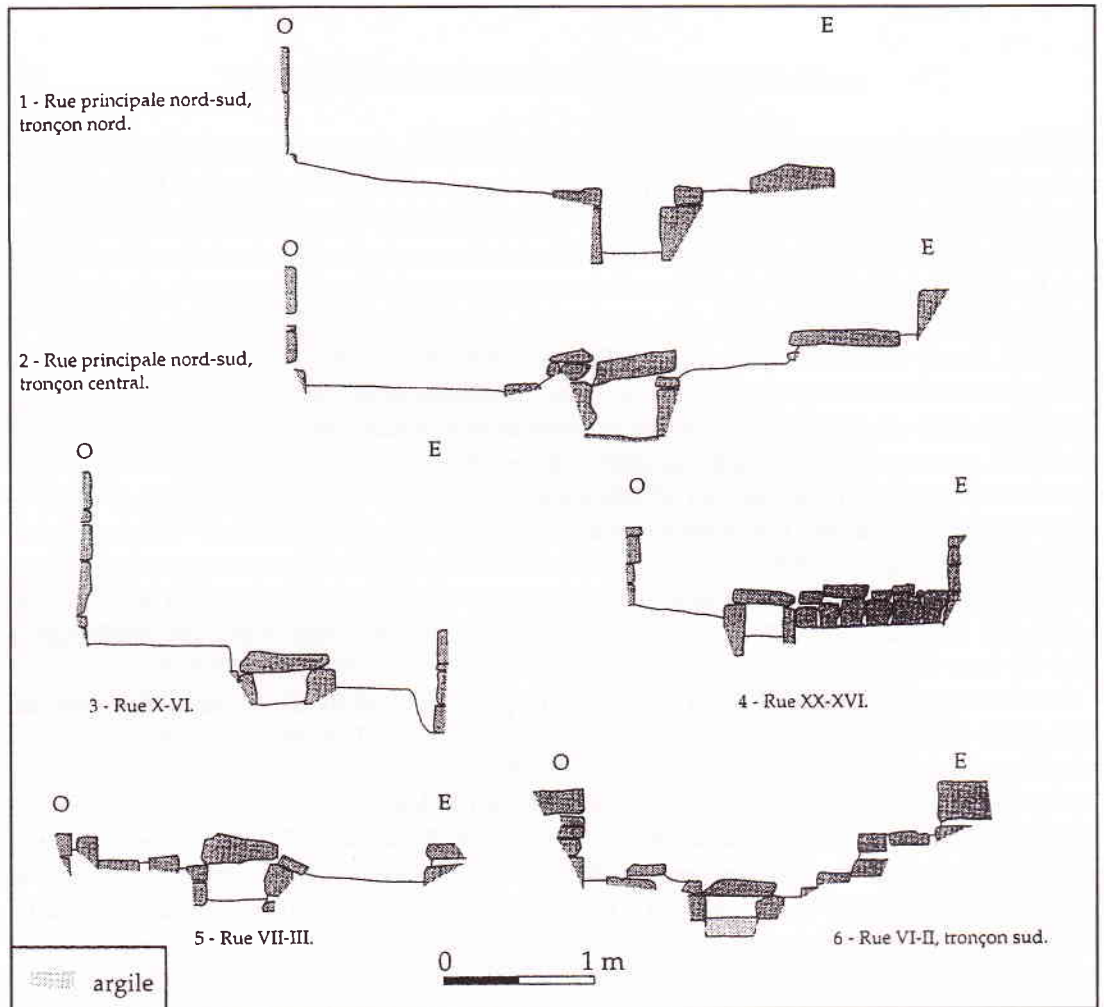 O E
1 - Rue principale nord-sud,
tronçon nord.
O E
2 - Rue principale nord-sud,
tronçon central.
O E
3 - Rue X-VI.
O E
4 - Rue XX-XVI.
O E
5 - Rue VII-III.
O E
6 - Rue VI-II, tronçon sud.
argile
0 1 m